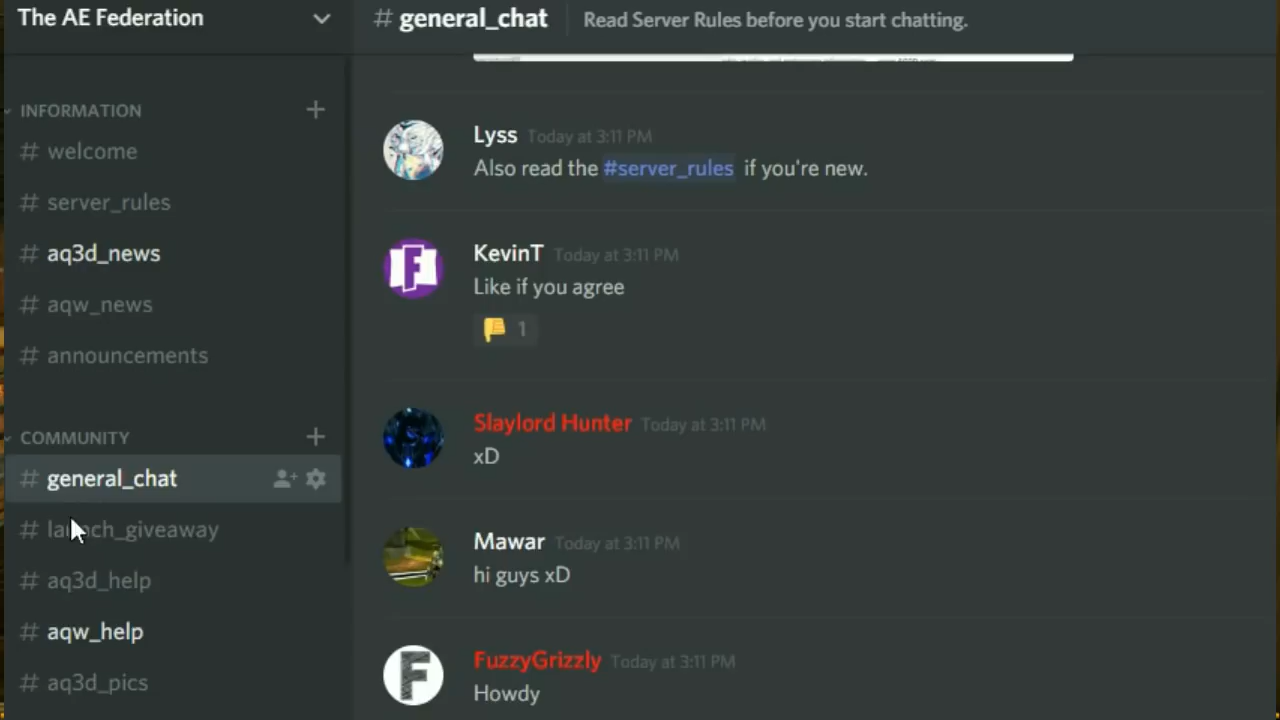 The AE Federation
INFORMATION
# welcome
# server_rules
# aq3d_news
# aqw_news
# announcements
COMMUNITY
# general_chat
# launch_giveaway
# aq3d_help
# aqw_help
# aq3d_pics
# general_chat Read Server Rules before you start chatting.
Lyss Today at 3:11 PM
Also read the #server_rules if you're new.
KevinT Today at 3:11 PM
Like if you agree
1
Slaylord Hunter Today at 3:11 PM
xD
Mawar Today at 3:11 PM
hi guys xD
FuzzyGrizzly Today at 3:11 PM
Howdy
F
F